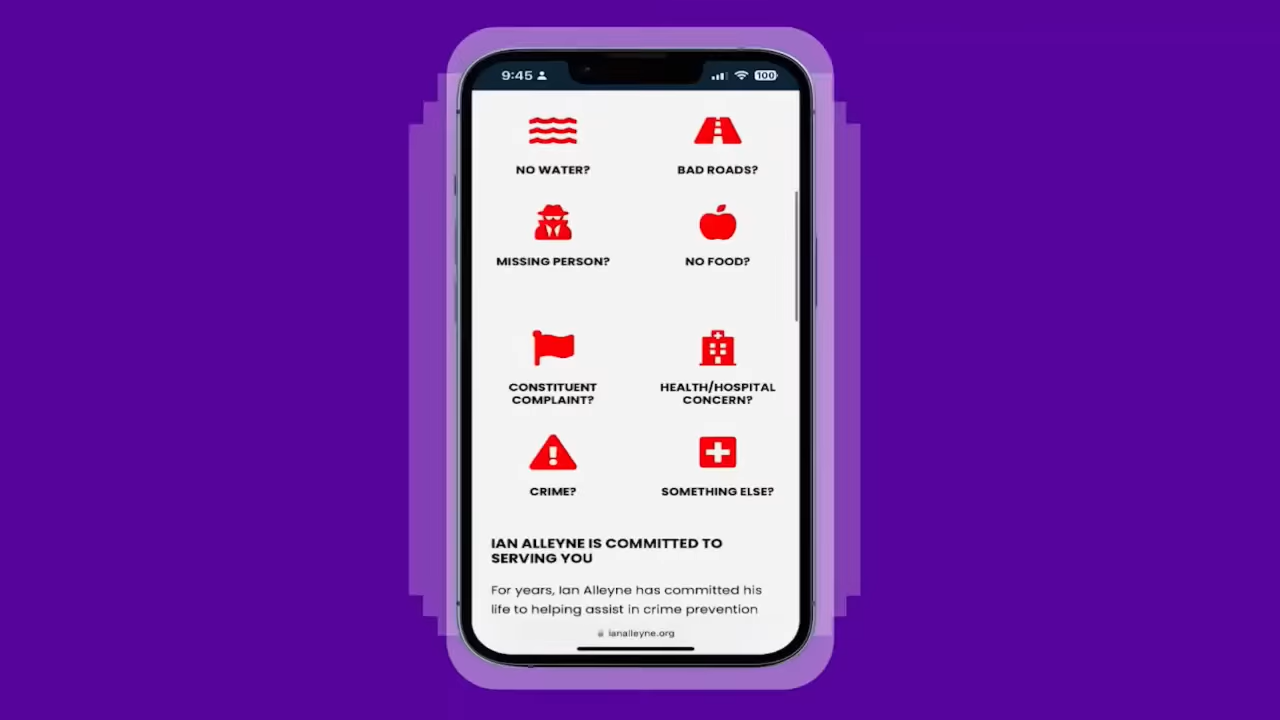 9:45
100
NO WATER?
BAD ROADS?
MISSING PERSON?
NO FOOD?
CONSTITUENT
COMPLAINT?
HEALTH/HOSPITAL
CONCERN?
CRIME?
SOMETHING ELSE?
IAN ALLEYNE IS COMMITTED TO
SERVING YOU
For years, Ian Alleyne has committed his
life to helping assist in crime prevention
ianalleyne.org